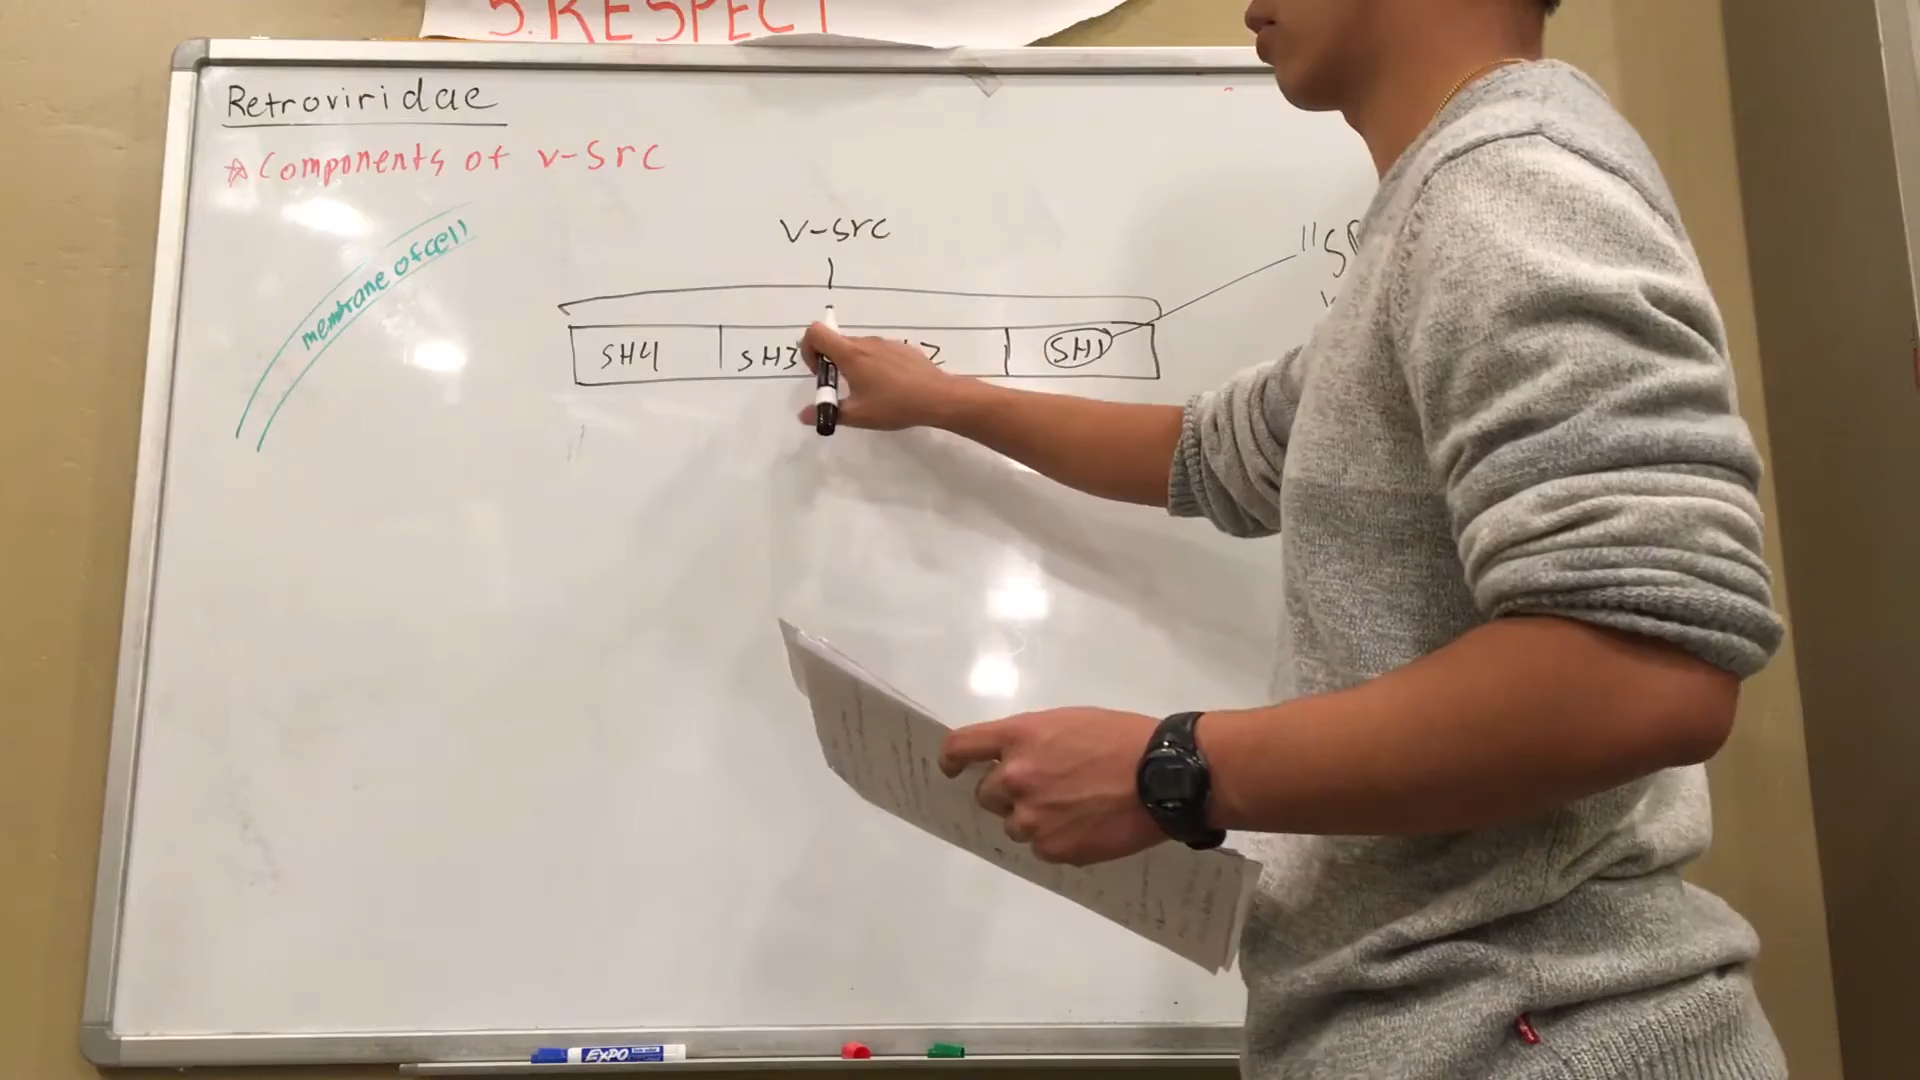 5. RESPECT
Retroviridae
☆ Components of v-src
membrane of cell
v-src
SH4 SH3 SH1
EXPO